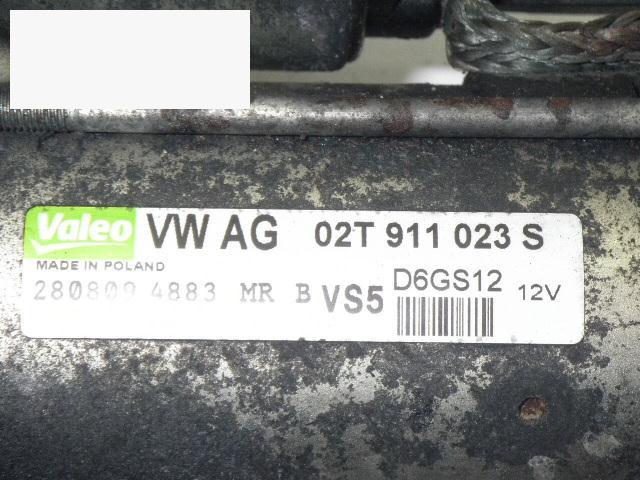 Valeo VW AG 02T 911 023 S
MADE IN POLAND
280809 4883 MR B VS5 D6GS12 12V